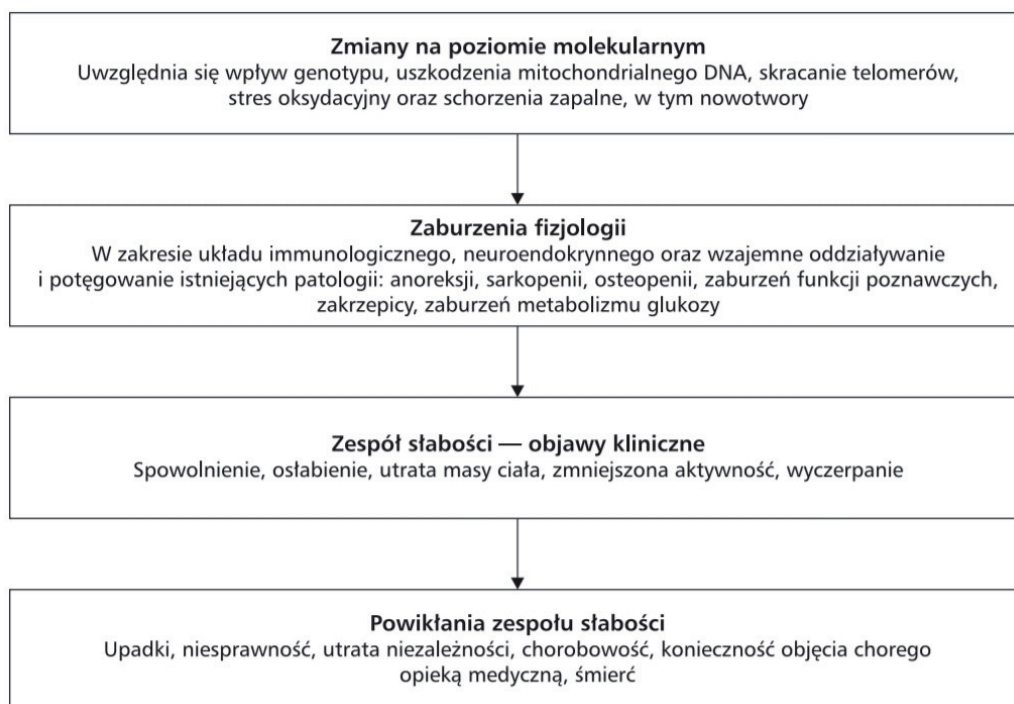 Zmiany na poziomie molekularnym
Uwzględnia się wpływ genotypu, uszkodzenia mitochondrialnego DNA, skracanie telomerów,
stres oksydacyjny oraz schorzenia zapalne, w tym nowotwory
Zaburzenia fizjologii
W zakresie układu immunologicznego, neuroendokrynnego oraz wzajemne oddziaływanie
i potęgowanie istniejących patologii: anoreksji, sarkopenii, osteopenii, zaburzeń funkcji poznawczych,
zakrzepicy, zaburzeń metabolizmu glukozy
Zespół słabości — objawy kliniczne
Spowolnienie, osłabienie, utrata masy ciała, zmniejszona aktywność, wyczerpanie
Powikłania zespołu słabości
Upadki, niesprawność, utrata niezależności, chorobowość, konieczność objęcia chorego
opieką medyczną, śmierć